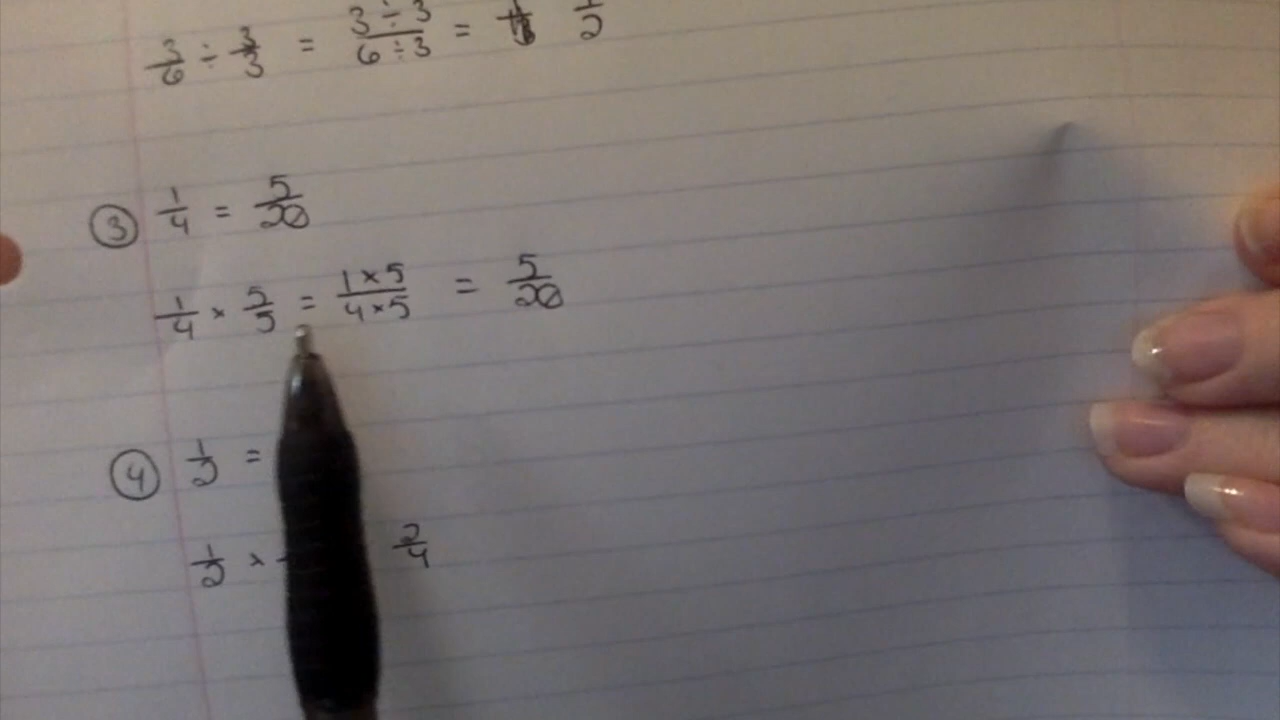 3/6 ÷ 3/3 = 3÷3/6÷3 = 1/2
③ 1/4 = 5/20
1/4 × 5/5 = 1×5/4×5 = 5/20
④ 1/2 =
1/2 × 2/4